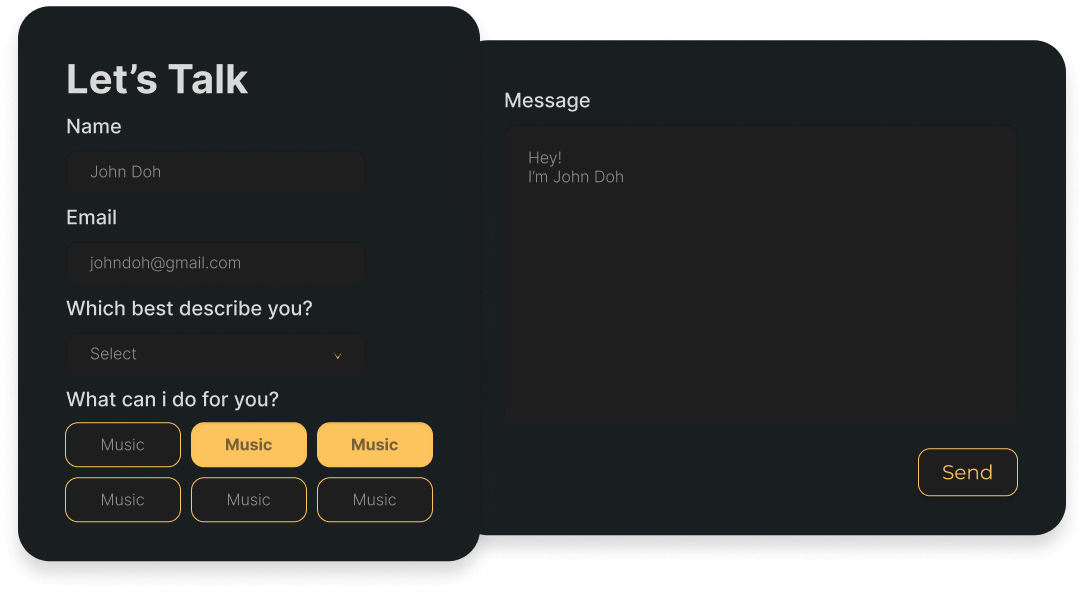 Let’s Talk
Name
John Doh
Email
johndoh@gmail.com
Which best describe you?
Select
What can i do for you?
Music
Music
Music
Music
Music
Music
Message
Hey!
I’m John Doh
Send